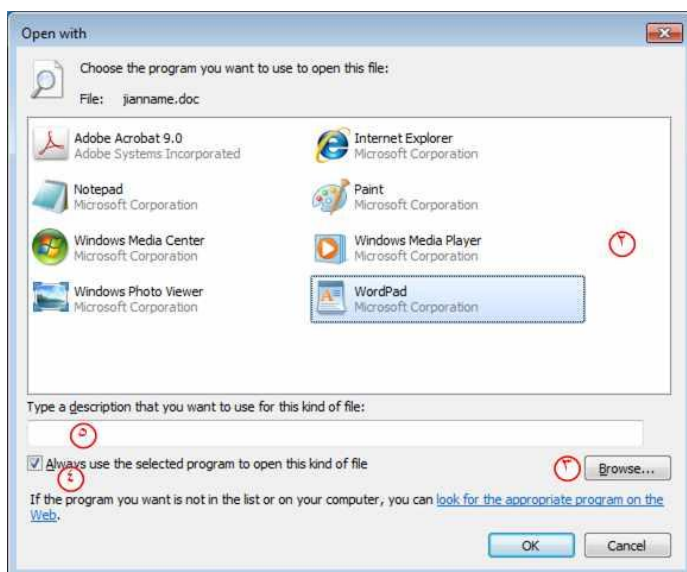 Open with
Choose the program you want to use to open this file:
File: jianname.doc
Adobe Acrobat 9.0
Adobe Systems Incorporated
Internet Explorer
Microsoft Corporation
Notepad
Microsoft Corporation
Paint
Microsoft Corporation
Windows Media Center
Microsoft Corporation
Windows Media Player
Microsoft Corporation
٢
Windows Photo Viewer
Microsoft Corporation
WordPad
Microsoft Corporation
Type a description that you want to use for this kind of file:
٥
Always use the selected program to open this kind of file
٤
٣
Browse...
If the program you want is not in the list or on your computer, you can look for the appropriate program on the
Web.
OK
Cancel